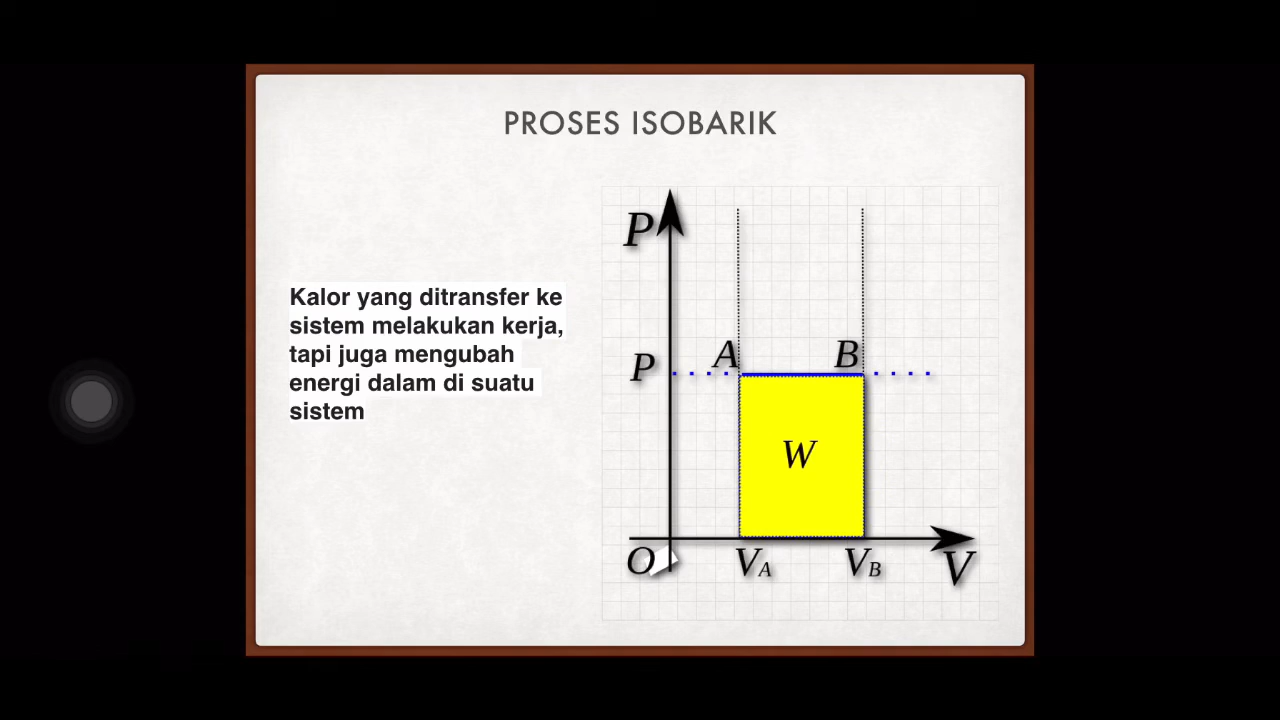 PROSES ISOBARIK
Kalor yang ditransfer ke
sistem melakukan kerja,
tapi juga mengubah
energi dalam di suatu
sistem
P
P
A
B
W
O
VA
VB
V